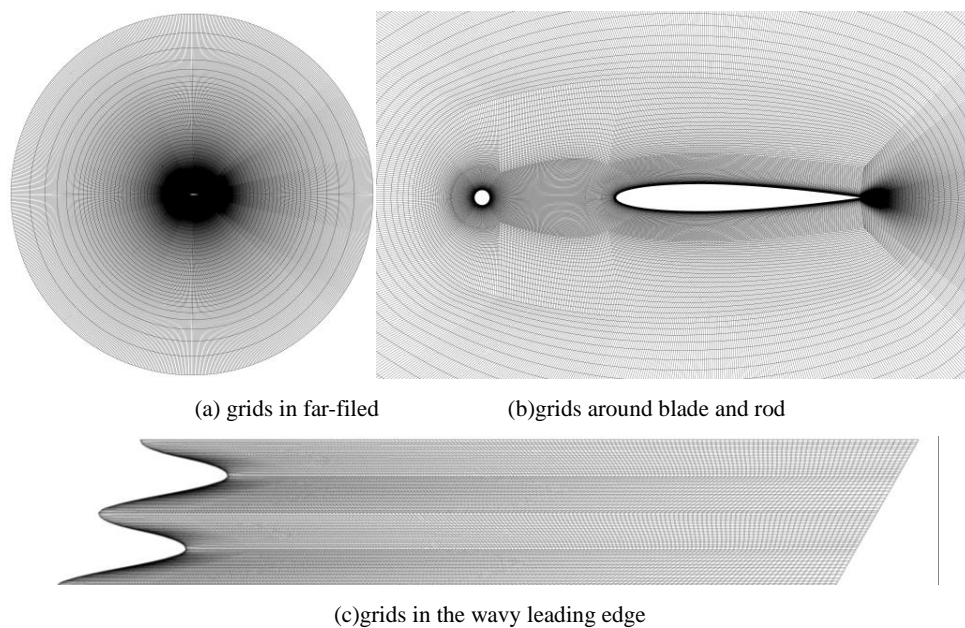 (a) grids in far-filed
(b)grids around blade and rod
(c)grids in the wavy leading edge